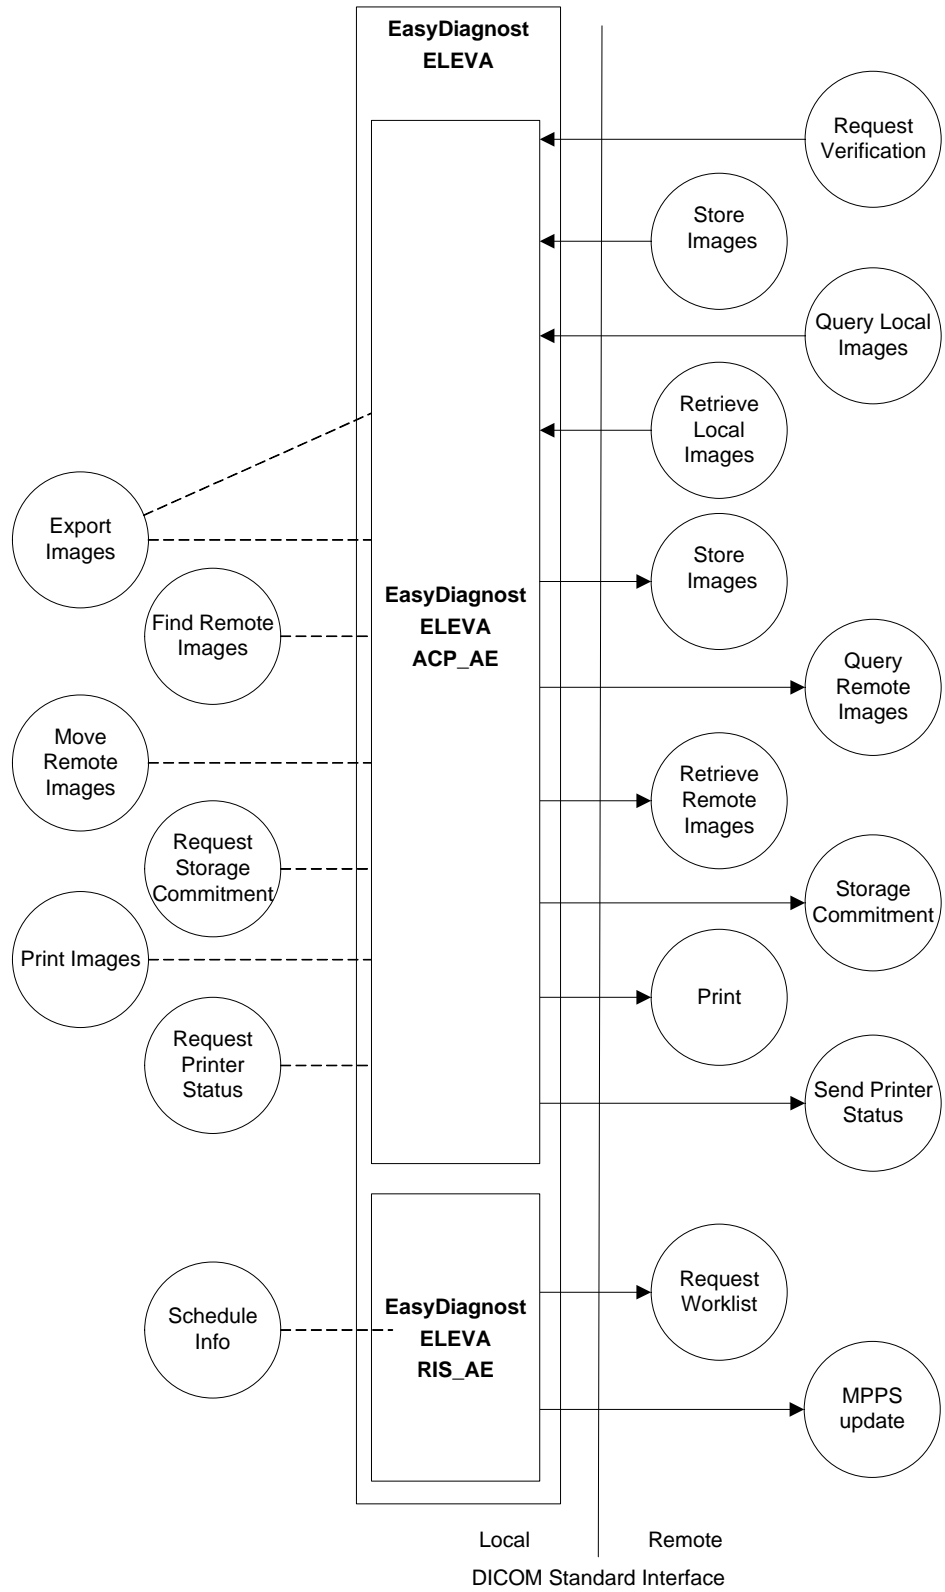 EasyDiagnost
ELEVA
Request
Verification
Store
Images
Query Local
Images
Retrieve
Local
Images
Export
Images
Store
Images
EasyDiagnost
ELEVA
ACP_AE
Find Remote
Images
Query
Remote
Images
Move
Remote
Images
Retrieve
Remote
Images
Request
Storage
Commitment
Storage
Commitment
Print Images
Print
Request
Printer
Status
Send Printer
Status
Request
Worklist
Schedule
Info
EasyDiagnost
ELEVA
RIS_AE
MPPS
update
Local
Remote
DICOM Standard Interface